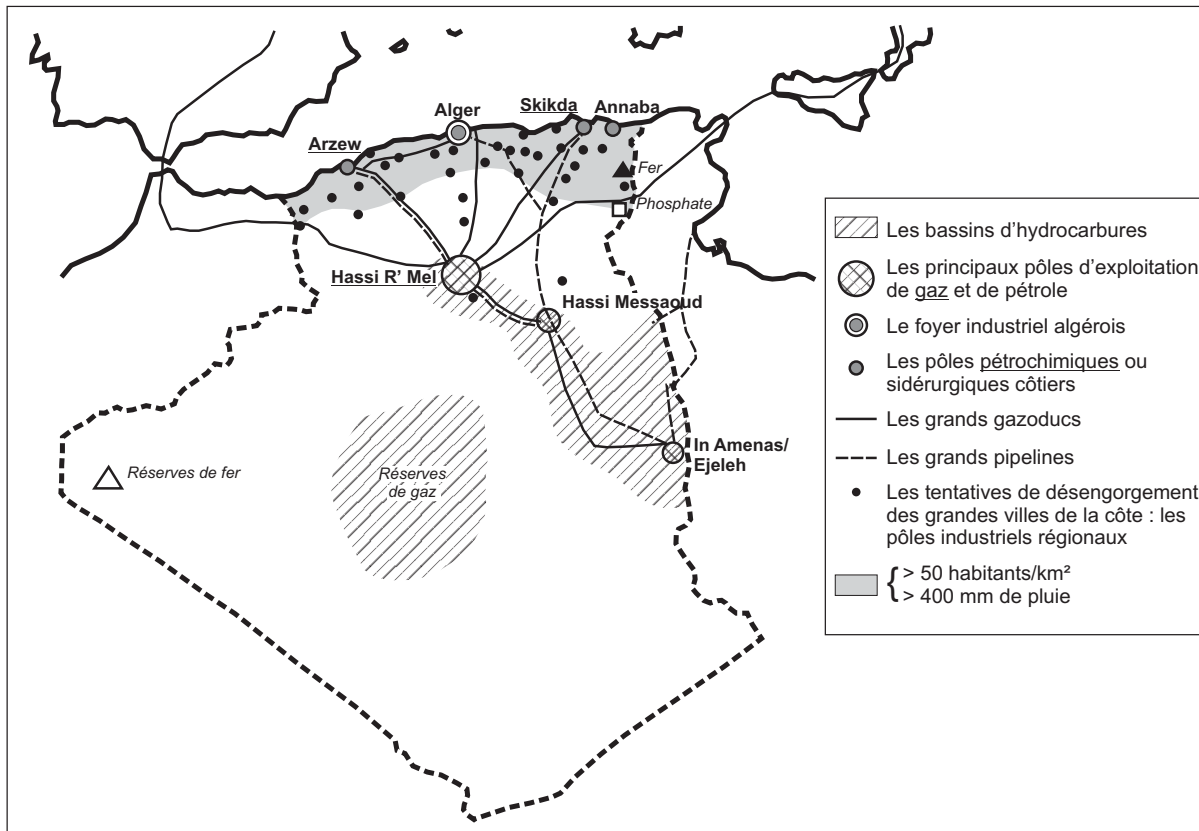 Skikda
Annaba
Alger
Arzew
Fer
Phosphate
Hassi R' Mel
Hassi Messaoud
In Amenas/
Ejeleh
Réserves de fer
Réserves
de gaz
Les bassins d'hydrocarbures
Les principaux pôles d'exploitation
de gaz et de pétrole
Le foyer industriel algérois
Les pôles pétrochimiques ou
sidérurgiques côtiers
Les grands gazoducs
Les grands pipelines
Les tentatives de désengorgement
des grandes villes de la côte : les
pôles industriels régionaux
> 50 habitants/km²
> 400 mm de pluie